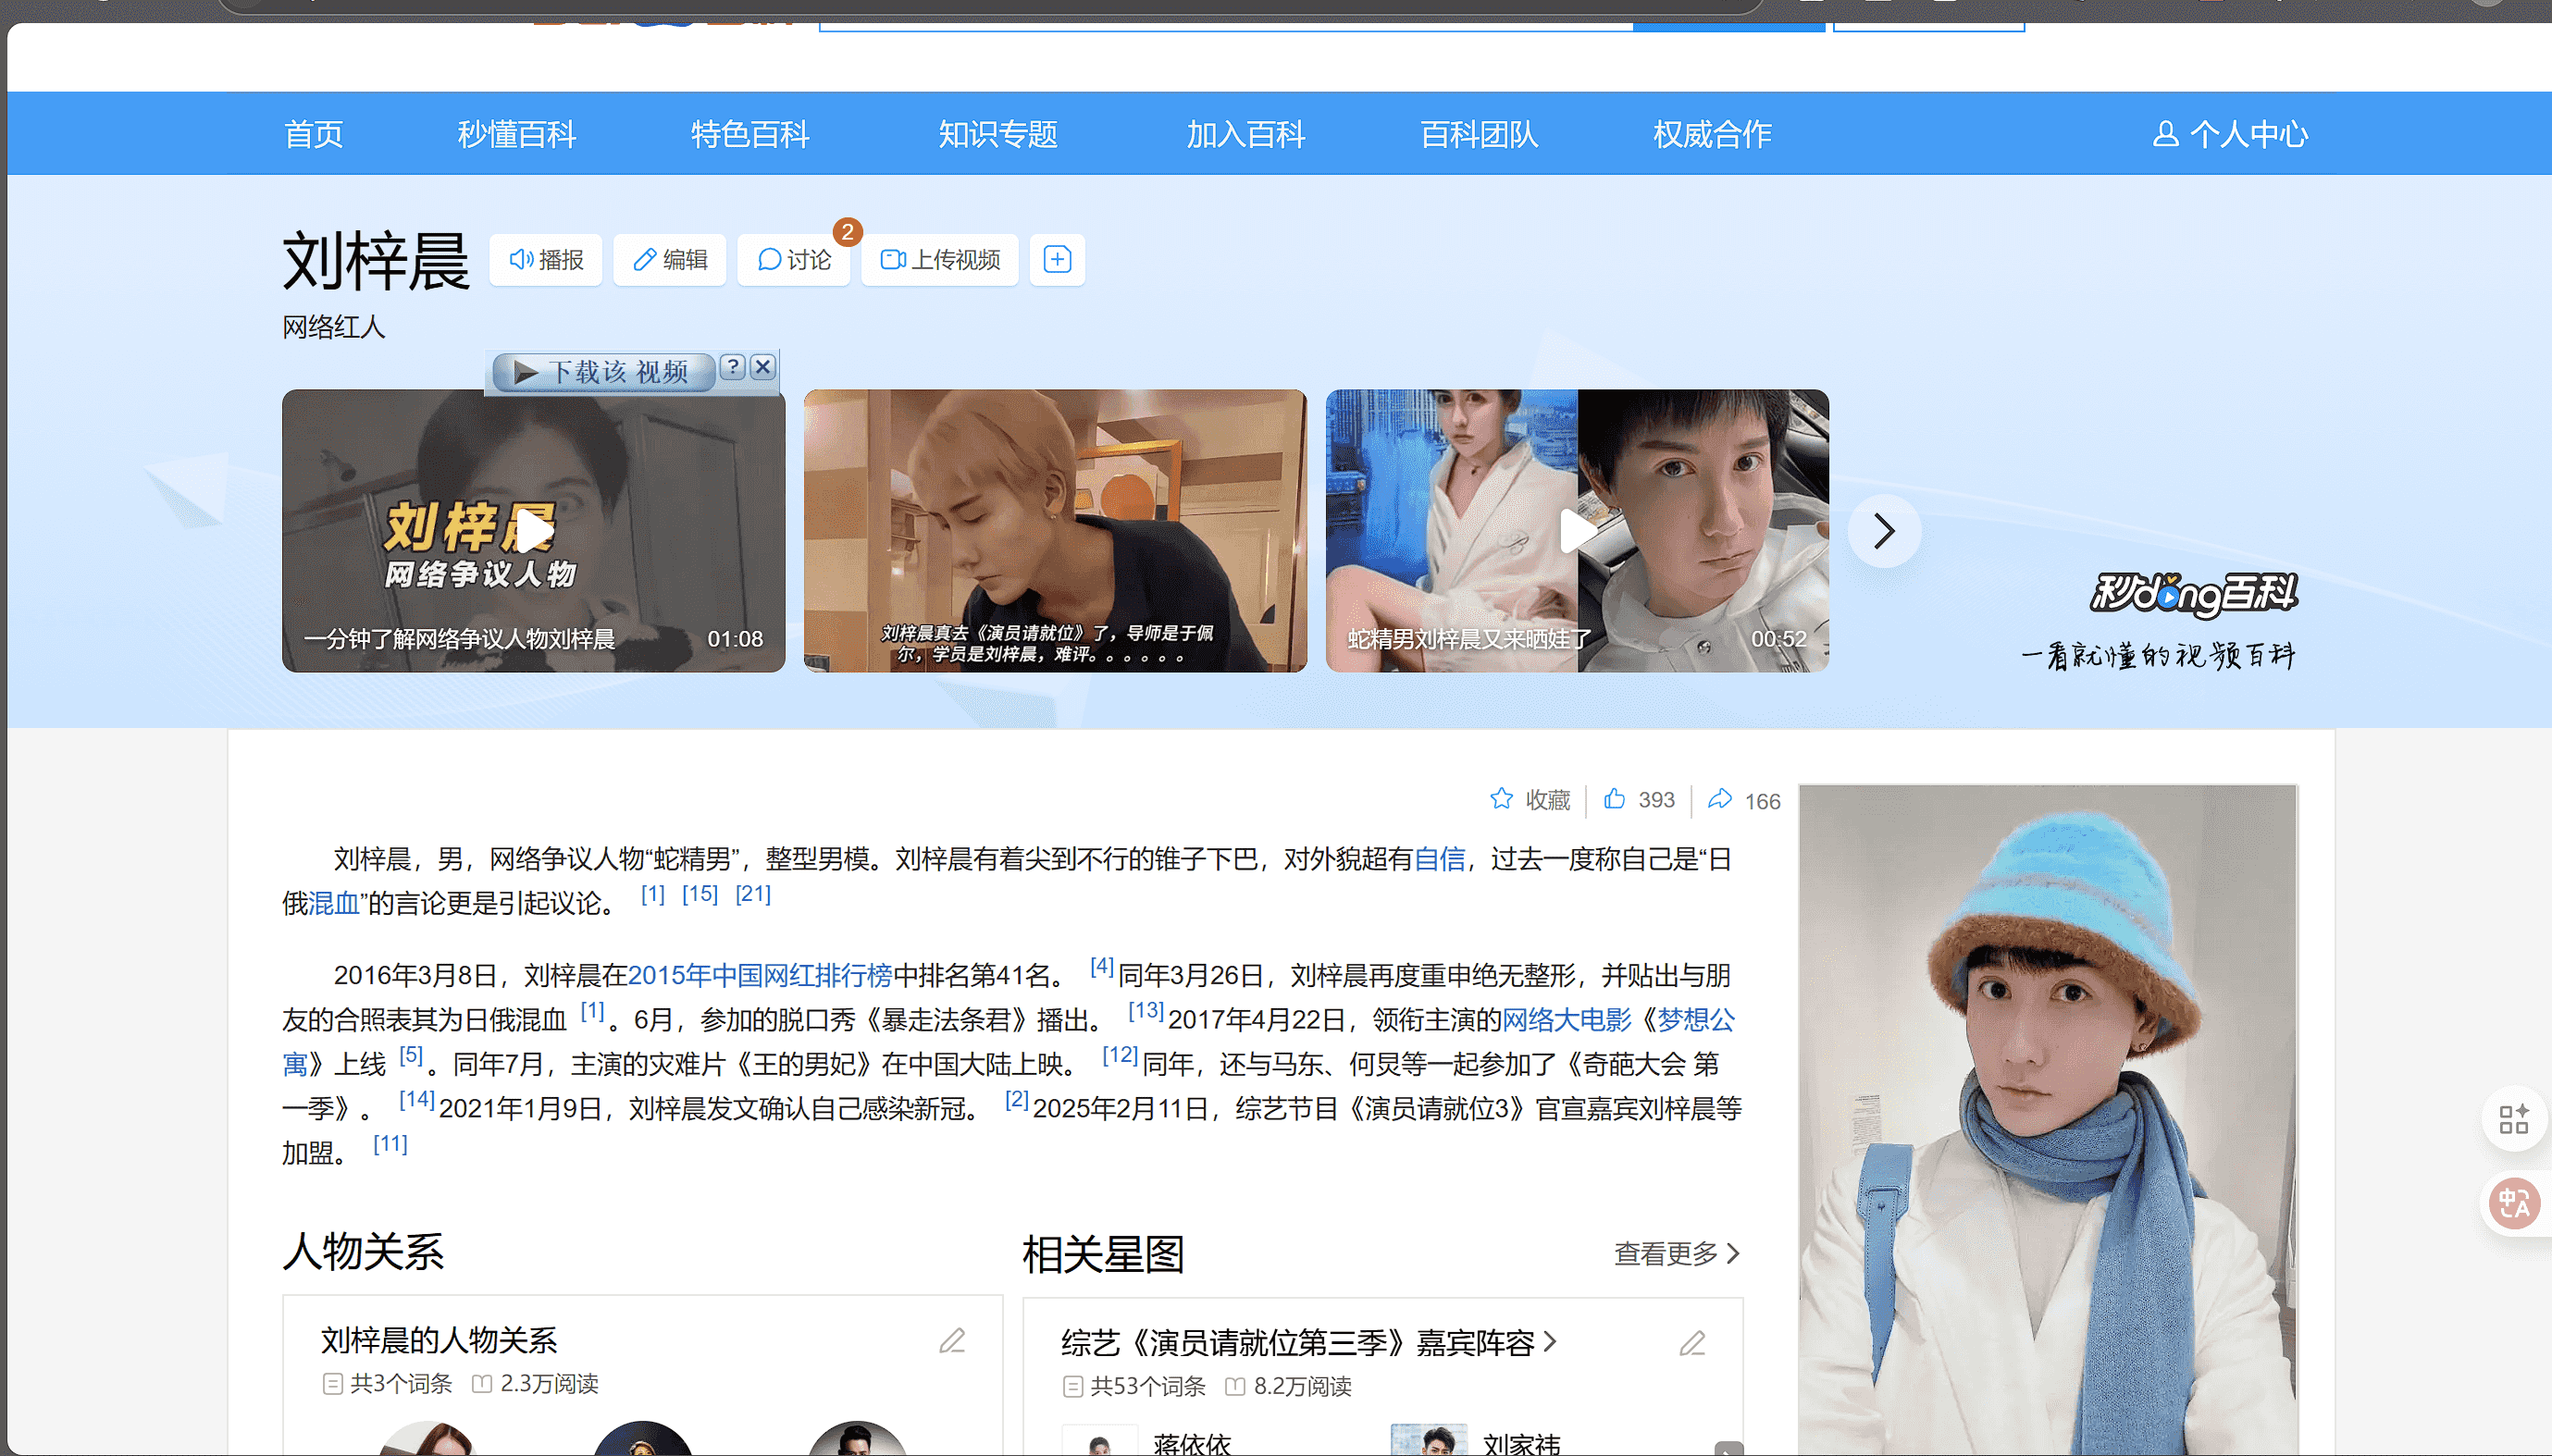 首页 秒懂百科 特色百科 知识专题 加入百科 百科团队 权威合作 个人中心
刘梓晨 播报 编辑 讨论 2 上传视频
网络红人
下载该 视频 ?
刘梓晨
网络争议人物
一分钟了解网络争议人物刘梓晨 01:08
刘梓晨真去《演员请就位》了，导师是于佩
尔，学员是刘梓晨，难评。。。。。。
蛇精男刘梓晨又来晒娃了 00:52
秒dǒng百科
一看就懂的视频百科
收藏 393 166
刘梓晨，男，网络争议人物“蛇精男”，整型男模。刘梓晨有着尖到不行的锥子下巴，对外貌超有自信，过去一度称自己是“日
俄混血”的言论更是引起议论。 [1] [15] [21]
2016年3月8日，刘梓晨在2015年中国网红排行榜中排名第41名。 [4]同年3月26日，刘梓晨再度重申绝无整形，并贴出与朋
友的合照表其为日俄混血 [1] 。6月，参加的脱口秀《暴走法条君》播出。 [13]2017年4月22日，领衔主演的网络大电影《梦想公
寓》上线 [5] 。同年7月，主演的灾难片《王的男妃》在中国大陆上映。 [12]同年，还与马东、何炅等一起参加了《奇葩大会 第
一季》。 [14]2021年1月9日，刘梓晨发文确认自己感染新冠。 [2]2025年2月11日，综艺节目《演员请就位3》官宣嘉宾刘梓晨等
加盟。 [11]
人物关系
刘梓晨的人物关系
共3个词条 2.3万阅读
相关星图 查看更多
综艺《演员请就位第三季》嘉宾阵容
共53个词条 8.2万阅读
蒋依依 刘家祎
中A